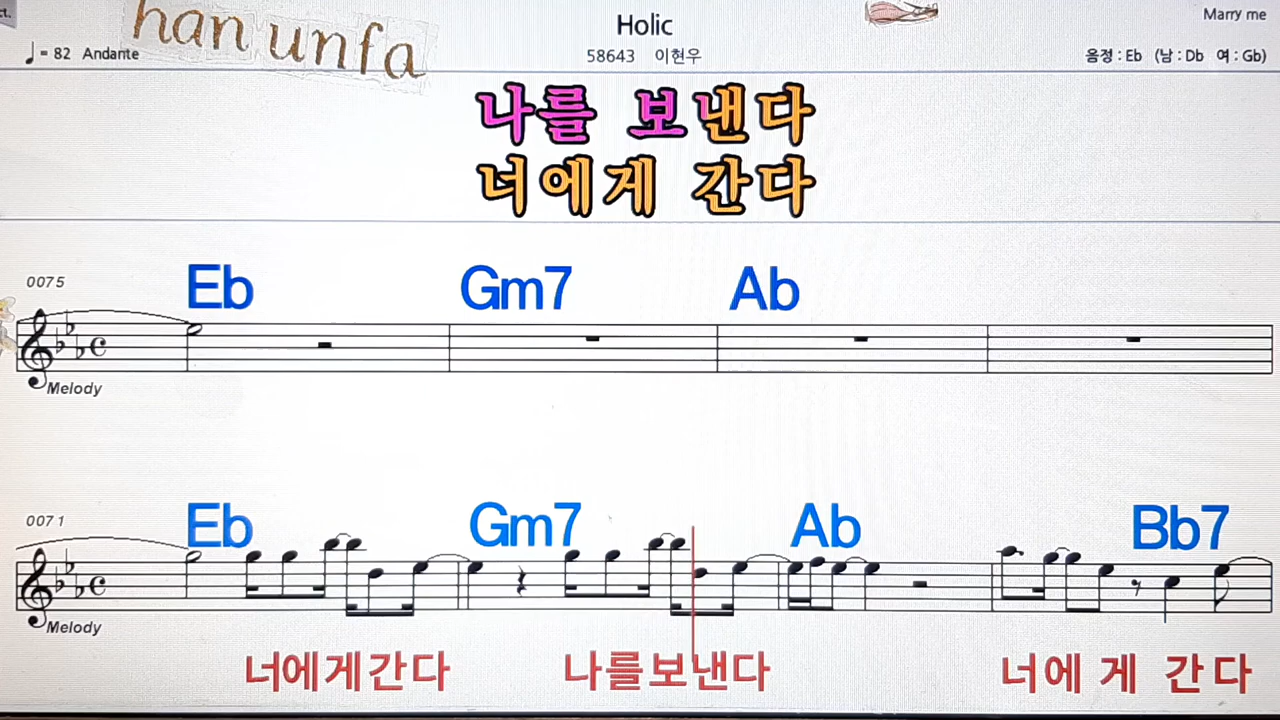 ct.
han unfa
Holic
Marry me
♩= 82 Andante
58643 이현우
음정 : Eb (남 : Db 여 : Gb)
나를 보낸다
너에게 간다
0075
Eb Gm7 Ab
Melody
0071
Eb Gm7 Ab Bb7
Melody
너에게간다 나를보낸다 너에 게 간 다